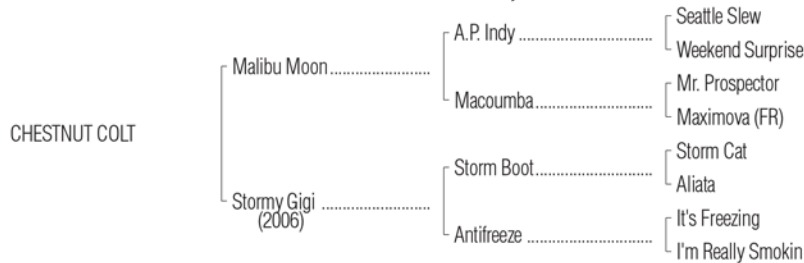 Seattle Slew
A.P. Indy ........................
Weekend Surprise
Malibu Moon......................
Mr. Prospector
Macoumba....................
Maximova (FR)
CHESTNUT COLT
Storm Cat
Storm Boot....................
Aliata
Stormy Gigi ........................
(2006)
It's Freezing
Antifreeze ......................
I'm Really Smokin